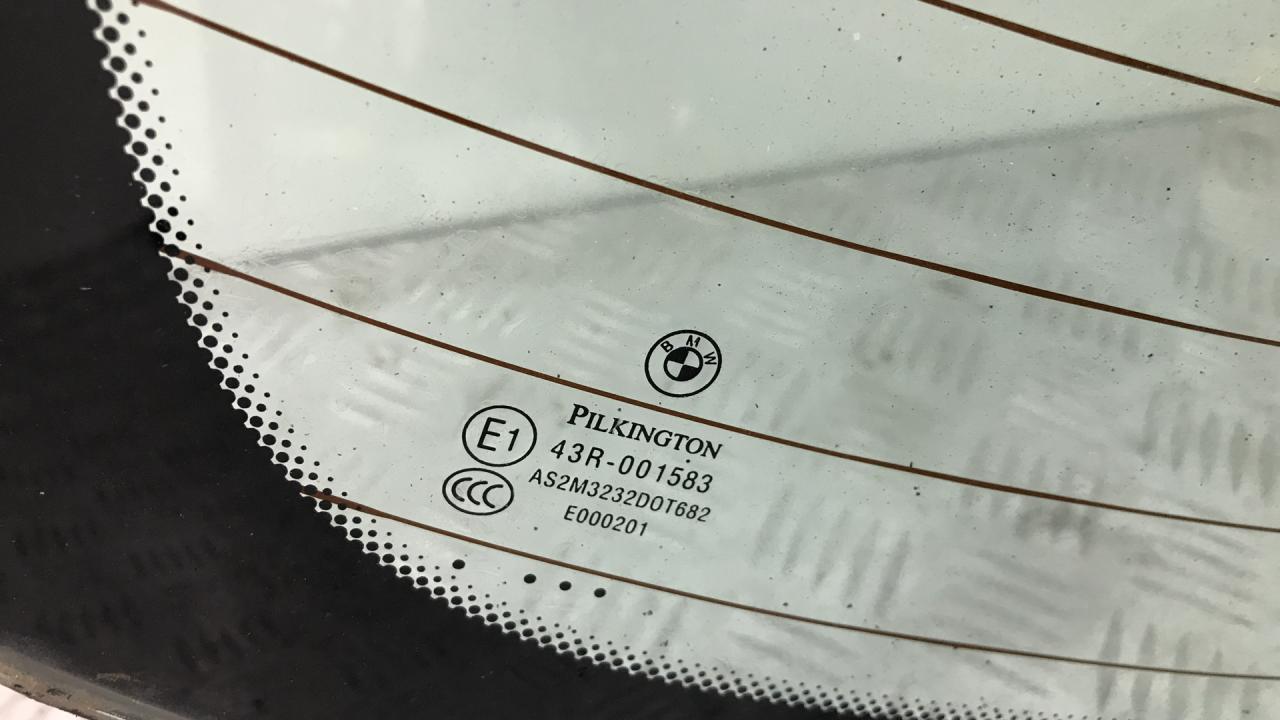 BMW
PILKINGTON
E1
43R-001583
CCC
AS2M3232DOT682
E000201